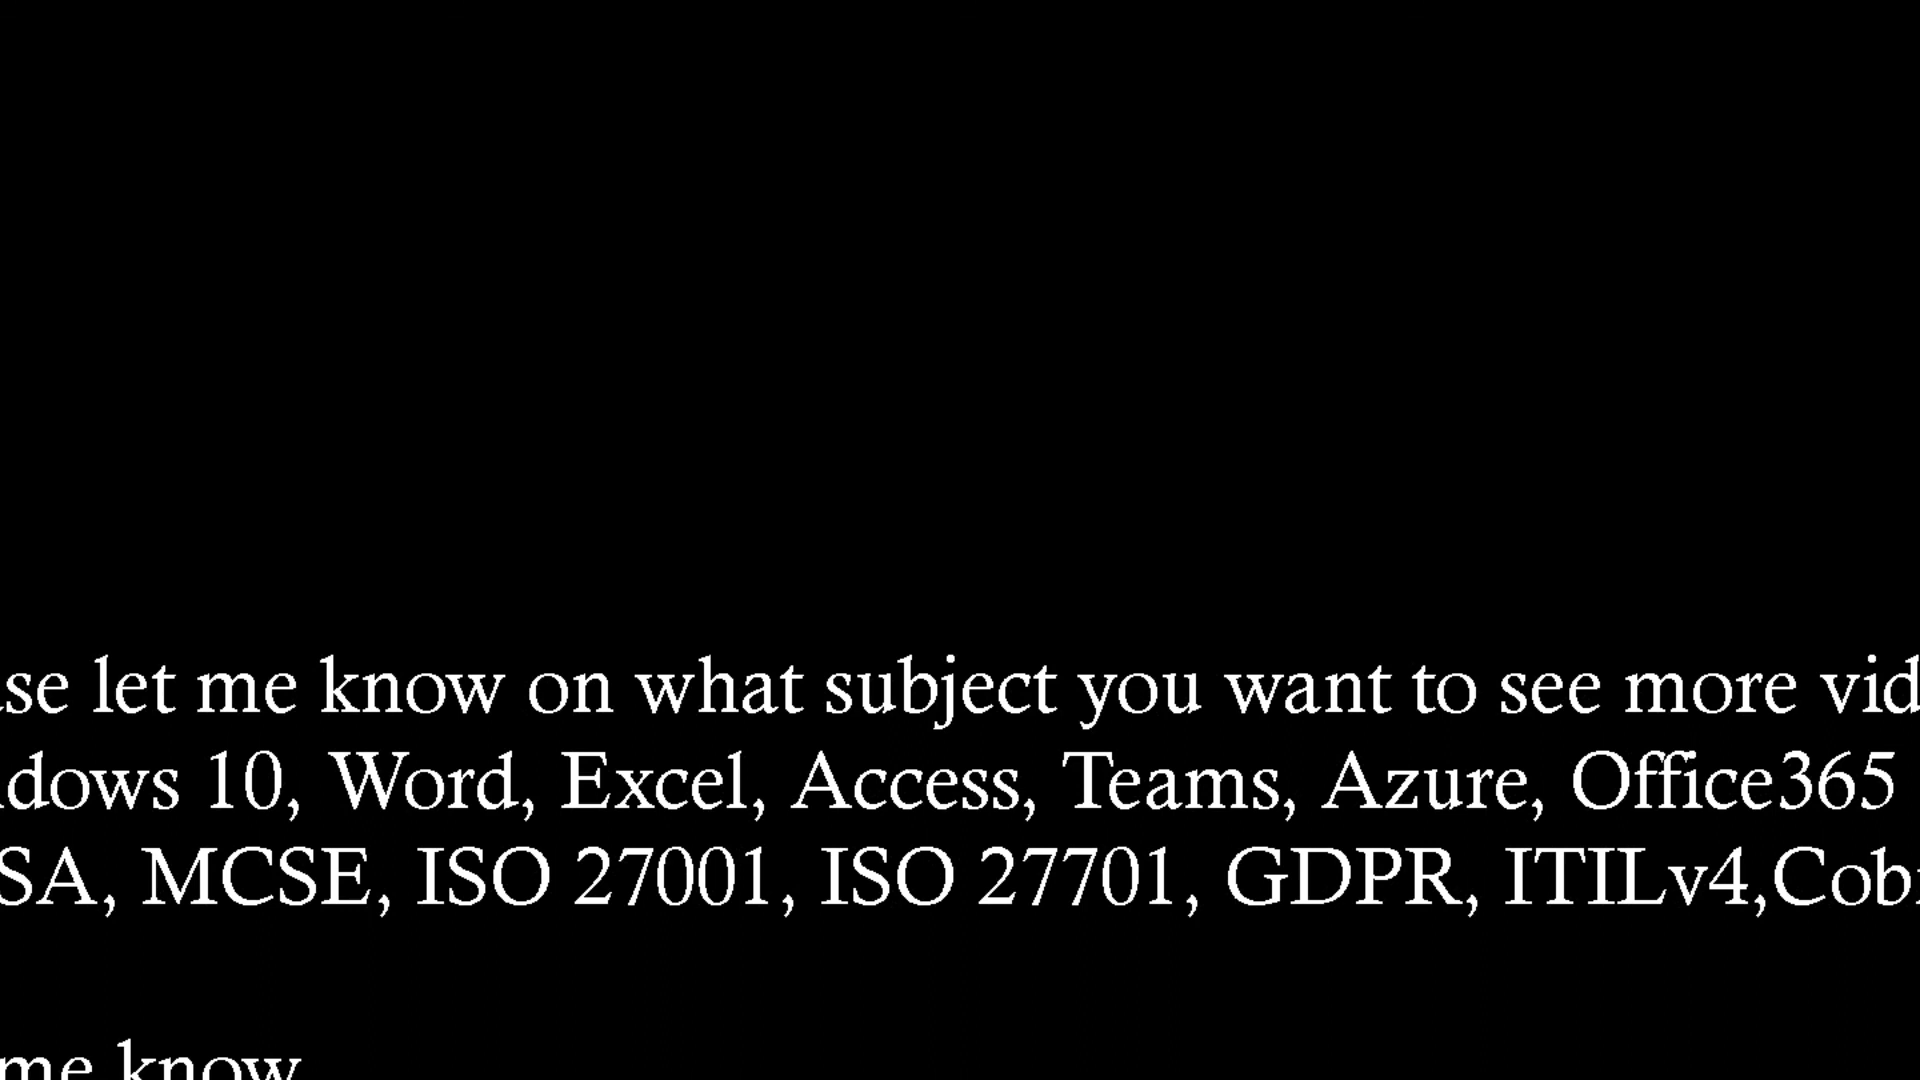 se let me know on what subject you want to see more vid
dows 10, Word, Excel, Access, Teams, Azure, Office365
SA, MCSE, ISO 27001, ISO 27701, GDPR, ITILv4,Cob
me know